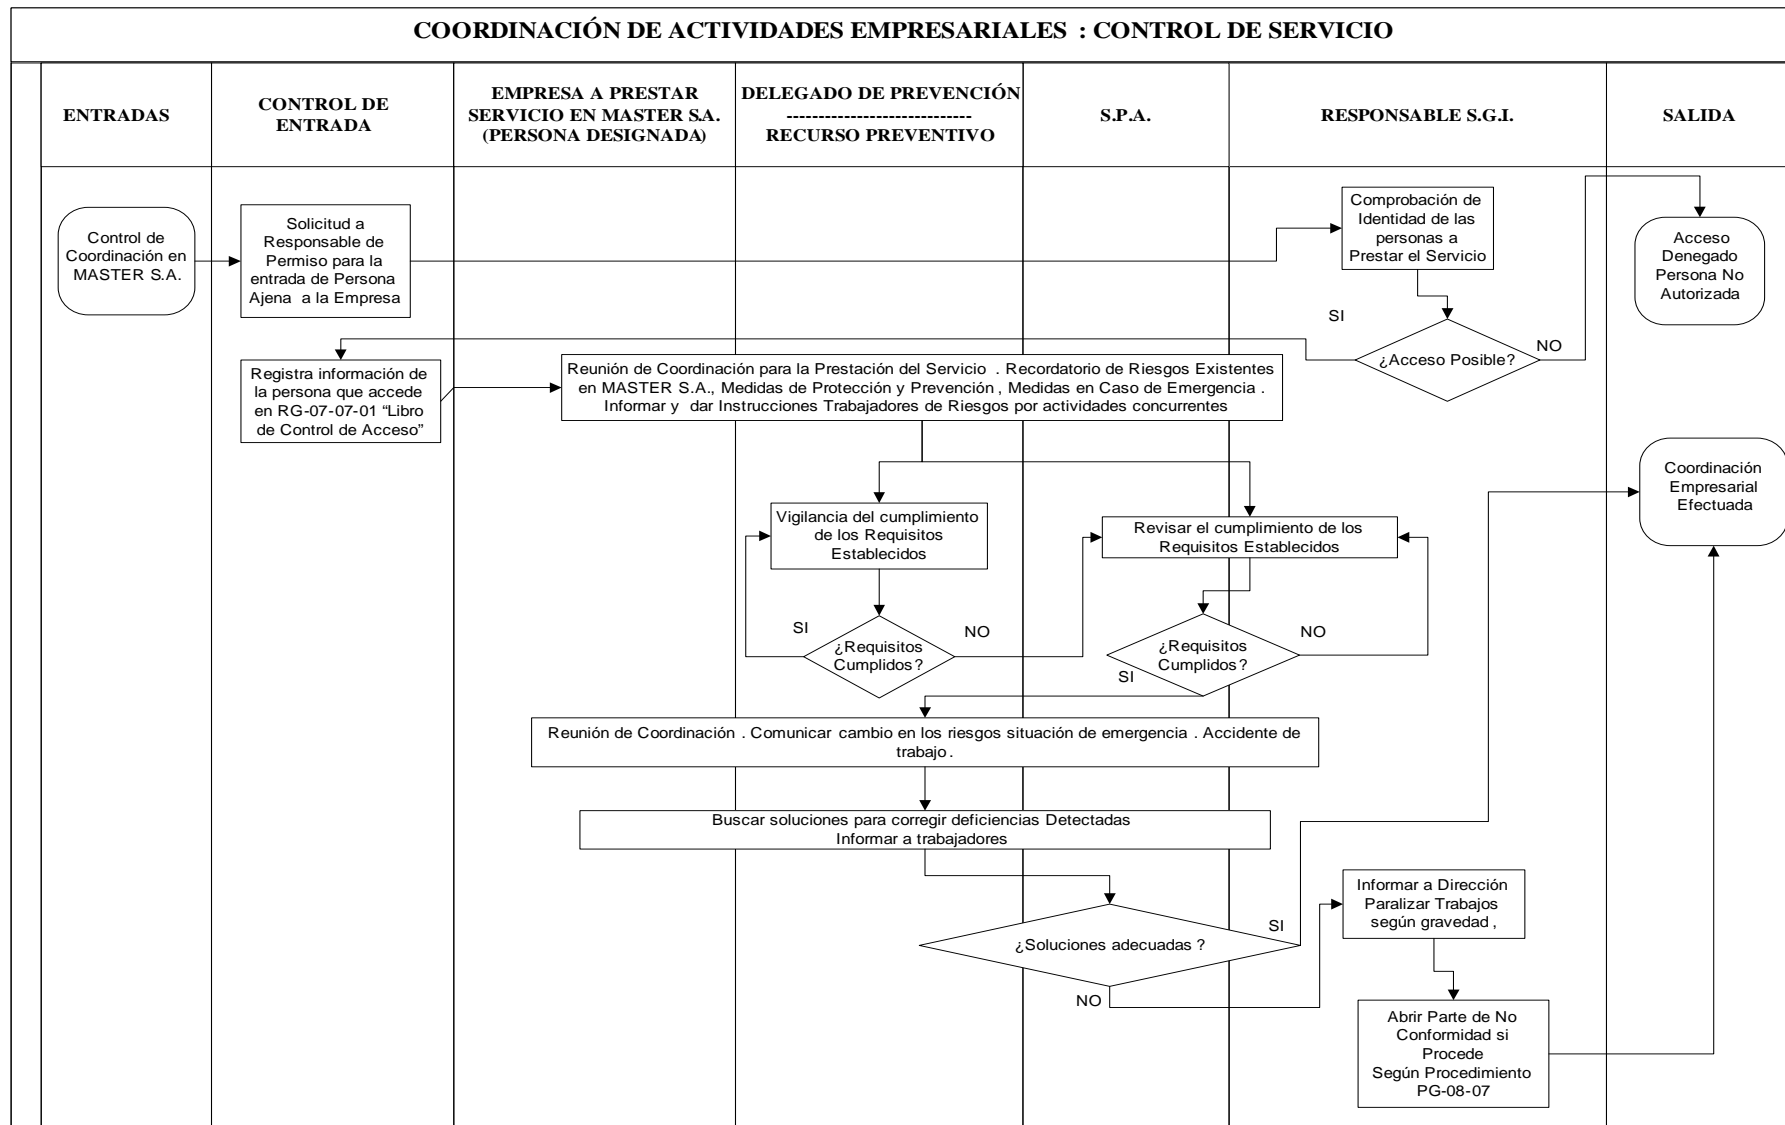 COORDINACIÓN DE ACTIVIDADES EMPRESARIALES : CONTROL DE SERVICIO
ENTRADAS
CONTROL DE
ENTRADA
EMPRESA A PRESTAR
SERVICIO EN MASTER S.A.
(PERSONA DESIGNADA)
DELEGADO DE PREVENCIÓN
-----------------------------
RECURSO PREVENTIVO
S.P.A.
RESPONSABLE S.G.I.
SALIDA
Control de
Coordinación en
MASTER S.A.
Solicitud a
Responsable de
Permiso para la
entrada de Persona
Ajena a la Empresa
Comprobación de
Identidad de las
personas a
Prestar el Servicio
Acceso
Denegado
Persona No
Autorizada
SI
¿Acceso Posible?
NO
Registra información de
la persona que accede
en RG-07-07-01 “Libro
de Control de Acceso”
Reunión de Coordinación para la Prestación del Servicio . Recordatorio de Riesgos Existentes
en MASTER S.A., Medidas de Protección y Prevención , Medidas en Caso de Emergencia .
Informar y dar Instrucciones Trabajadores de Riesgos por actividades concurrentes
Coordinación
Empresarial
Efectuada
Vigilancia del cumplimiento
de los Requisitos
Establecidos
Revisar el cumplimiento de los
Requisitos Establecidos
SI
¿Requisitos
Cumplidos?
NO
¿Requisitos
Cumplidos?
NO
SI
Reunión de Coordinación . Comunicar cambio en los riesgos situación de emergencia . Accidente de
trabajo .
Buscar soluciones para corregir deficiencias Detectadas
Informar a trabajadores
¿Soluciones adecuadas ?
SI
NO
Informar a Dirección
Paralizar Trabajos
según gravedad ,
Abrir Parte de No
Conformidad si
Procede
Según Procedimiento
PG-08-07